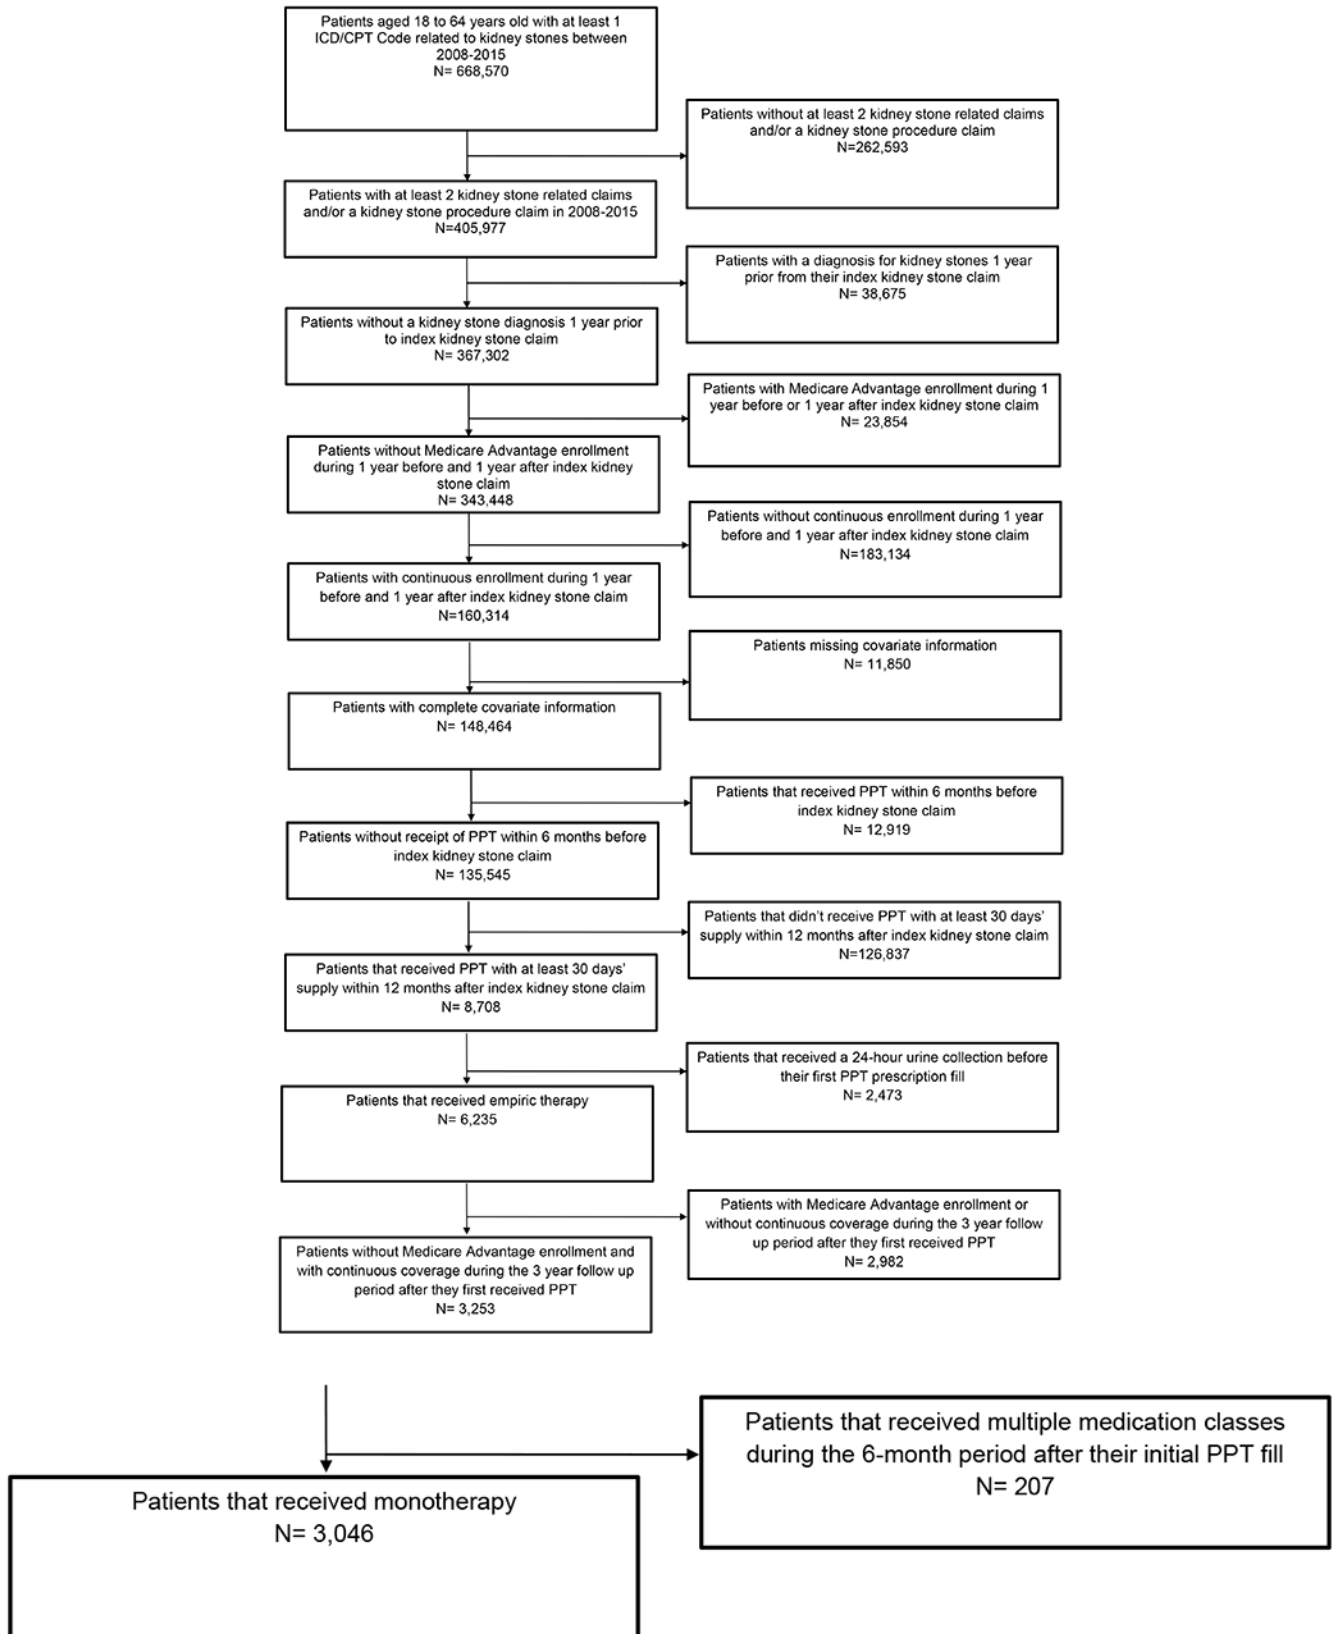 Patients aged 18 to 64 years old with at least 1
ICD/CPT Code related to kidney stones between
2008-2015
N= 668,570
Patients without at least 2 kidney stone related claims
and/or a kidney stone procedure claim
N=262,593
Patients with at least 2 kidney stone related claims
and/or a kidney stone procedure claim in 2008-2015
N=405,977
Patients with a diagnosis for kidney stones 1 year
prior from their index kidney stone claim
N= 38,675
Patients without a kidney stone diagnosis 1 year prior
to index kidney stone claim
N= 367,302
Patients with Medicare Advantage enrollment during 1
year before or 1 year after index kidney stone claim
N= 23,854
Patients without Medicare Advantage enrollment
during 1 year before and 1 year after index kidney
stone claim
N= 343,448
Patients without continuous enrollment during 1 year
before and 1 year after index kidney stone claim
N=183,134
Patients with continuous enrollment during 1 year
before and 1 year after index kidney stone claim
N=160,314
Patients missing covariate information
N= 11,850
Patients with complete covariate information
N= 148,464
Patients that received PPT within 6 months before
index kidney stone claim
N= 12,919
Patients without receipt of PPT within 6 months before
index kidney stone claim
N= 135,545
Patients that didn't receive PPT with at least 30 days'
supply within 12 months after index kidney stone claim
N=126,837
Patients that received PPT with at least 30 days'
supply within 12 months after index kidney stone claim
N= 8,708
Patients that received a 24-hour urine collection before
their first PPT prescription fill
N= 2,473
Patients that received empiric therapy
N= 6,235
Patients with Medicare Advantage enrollment or
without continuous coverage during the 3 year follow
up period after they first received PPT
N= 2,982
Patients without Medicare Advantage enrollment and
with continuous coverage during the 3 year follow up
period after they first received PPT
N= 3,253
Patients that received multiple medication classes
during the 6-month period after their initial PPT fill
N= 207
Patients that received monotherapy
N= 3,046